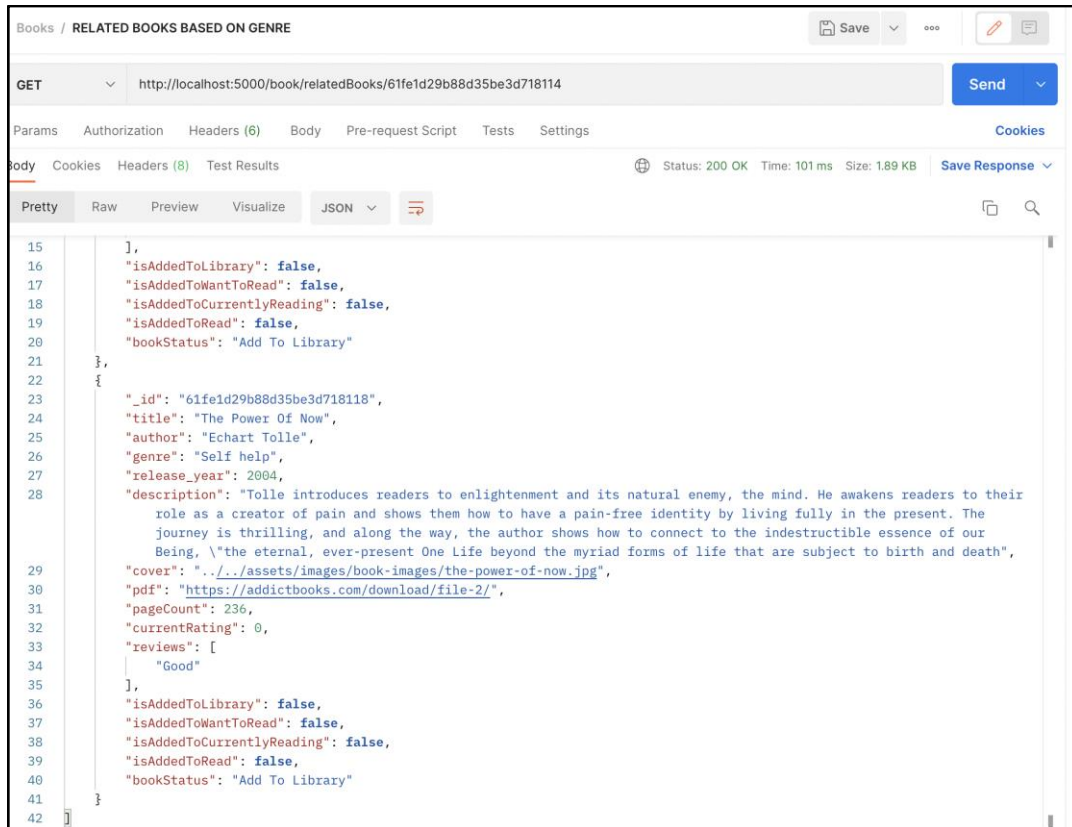 Books / RELATED BOOKS BASED ON GENRE
Save
GET
http://localhost:5000/book/relatedBooks/61fe1d29b88d35be3d718114
Send
Params Authorization Headers (6) Body Pre-request Script Tests Settings Cookies
Body Cookies Headers (8) Test Results Status: 200 OK Time: 101 ms Size: 1.89 KB Save Response
Pretty Raw Preview Visualize JSON
15 ],
16 "isAddedToLibrary": false,
17 "isAddedToWantToRead": false,
18 "isAddedToCurrentlyReading": false,
19 "isAddedToRead": false,
20 "bookStatus": "Add To Library"
21 },
22 {
23 "_id": "61fe1d29b88d35be3d718118",
24 "title": "The Power Of Now",
25 "author": "Echart Tolle",
26 "genre": "Self help",
27 "release_year": 2004,
28 "description": "Tolle introduces readers to enlightenment and its natural enemy, the mind. He awakens readers to their
role as a creator of pain and shows them how to have a pain-free identity by living fully in the present. The
journey is thrilling, and along the way, the author shows how to connect to the indestructible essence of our
Being, \"the eternal, ever-present One Life beyond the myriad forms of life that are subject to birth and death",
29 "cover": "../../assets/images/book-images/the-power-of-now.jpg",
30 "pdf": "https://addictbooks.com/download/file-2/",
31 "pageCount": 236,
32 "currentRating": 0,
33 "reviews": [
34 "Good"
35 ],
36 "isAddedToLibrary": false,
37 "isAddedToWantToRead": false,
38 "isAddedToCurrentlyReading": false,
39 "isAddedToRead": false,
40 "bookStatus": "Add To Library"
41 }
42 ]